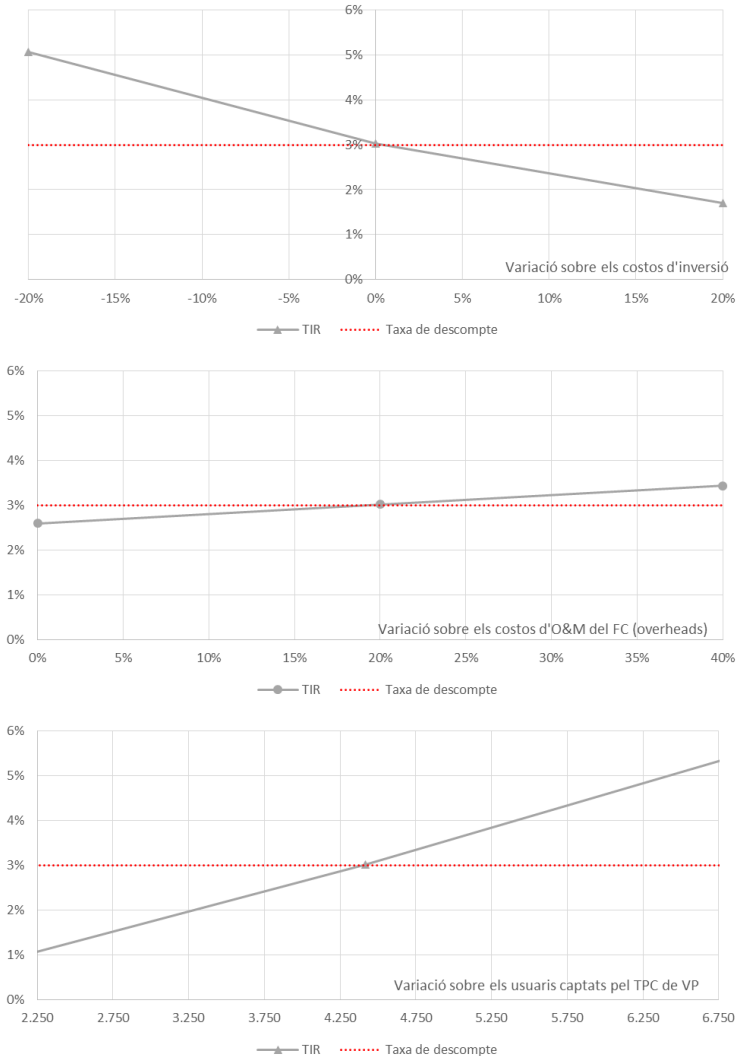 6%
5%
4%
3%
2%
1%
Variació sobre els costos d'inversió
0%
-20% -15% -10% -5% 0% 5% 10% 15% 20%
TIR Taxa de descompte
6%
5%
4%
3%
2%
1%
Variació sobre els costos d'O&M del FC (overheads)
0%
0% 5% 10% 15% 20% 25% 30% 35% 40%
TIR Taxa de descompte
6%
5%
4%
3%
2%
1%
Variació sobre els usuaris captats pel TPC de VP
0%
2.250 2.750 3.250 3.750 4.250 4.750 5.250 5.750 6.250 6.750
TIR Taxa de descompte